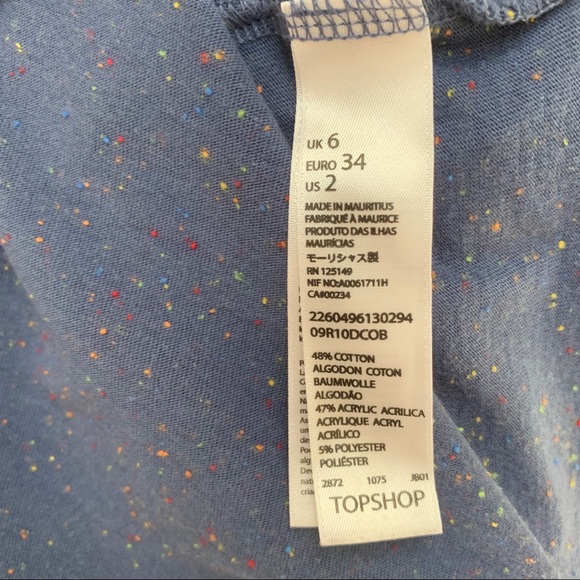 UK 6
EURO 34
US 2
MADE IN MAURITIUS
FABRIQUÉ À MAURICE
PRODUTO DAS ILHAS
MAURÍCIAS
モーリシャス製
RN 125149
NIF NO:A0061711H
CA#00234
2260496130294
09R10DCOB
48% COTTON
ALGODON COTON
BAUMWOLLE
ALGODÃO
47% ACRYLIC ACRILICA
ACRYLIQUE ACRYL
ACRÍLICO
5% POLYESTER
POLIÉSTER
2872 1075 JB01
TOPSHOP